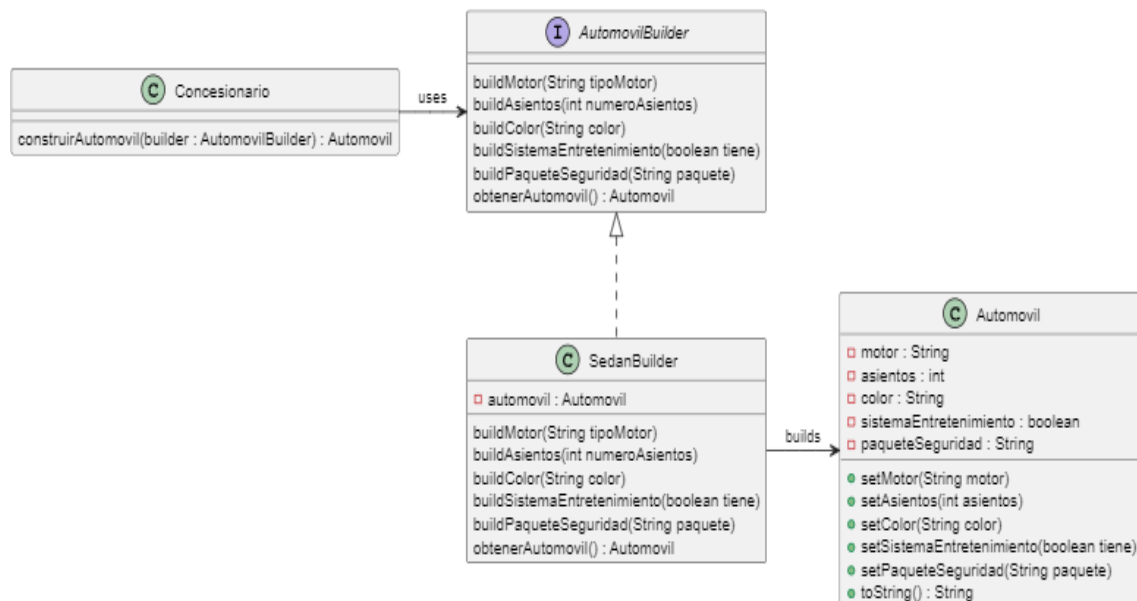 I AutomovilBuilder
buildMotor(String tipoMotor)
buildAsientos(int numeroAsientos)
buildColor(String color)
buildSistemaEntretenimiento(boolean tiene)
buildPaqueteSeguridad(String paquete)
obtenerAutomovil() : Automovil
C Concesionario
construirAutomovil(builder : AutomovilBuilder) : Automovil
uses
C SedanBuilder
automovil : Automovil
buildMotor(String tipoMotor)
buildAsientos(int numeroAsientos)
buildColor(String color)
buildSistemaEntretenimiento(boolean tiene)
buildPaqueteSeguridad(String paquete)
obtenerAutomovil() : Automovil
builds
C Automovil
motor : String
asientos : int
color : String
sistemaEntretenimiento : boolean
paqueteSeguridad : String
setMotor(String motor)
setAsientos(int asientos)
setColor(String color)
setSistemaEntretenimiento(boolean tiene)
setPaqueteSeguridad(String paquete)
toString() : String